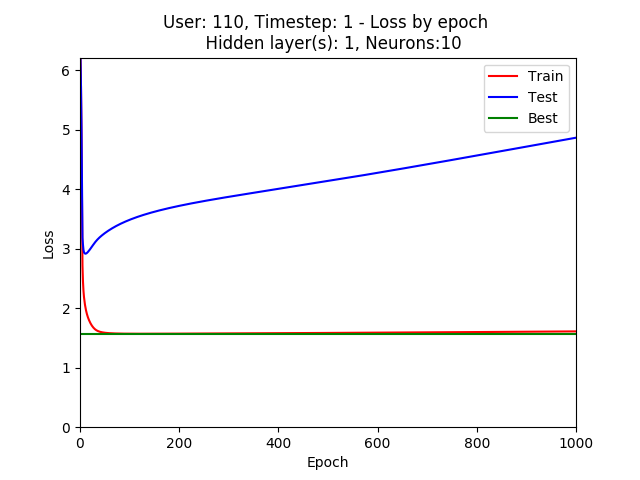 User: 110, Timestep: 1 - Loss by epoch
Hidden layer(s): 1, Neurons:10
Train
Test
Best
6
5
4
3
2
1
0
Loss
0 200 400 600 800 1000
Epoch